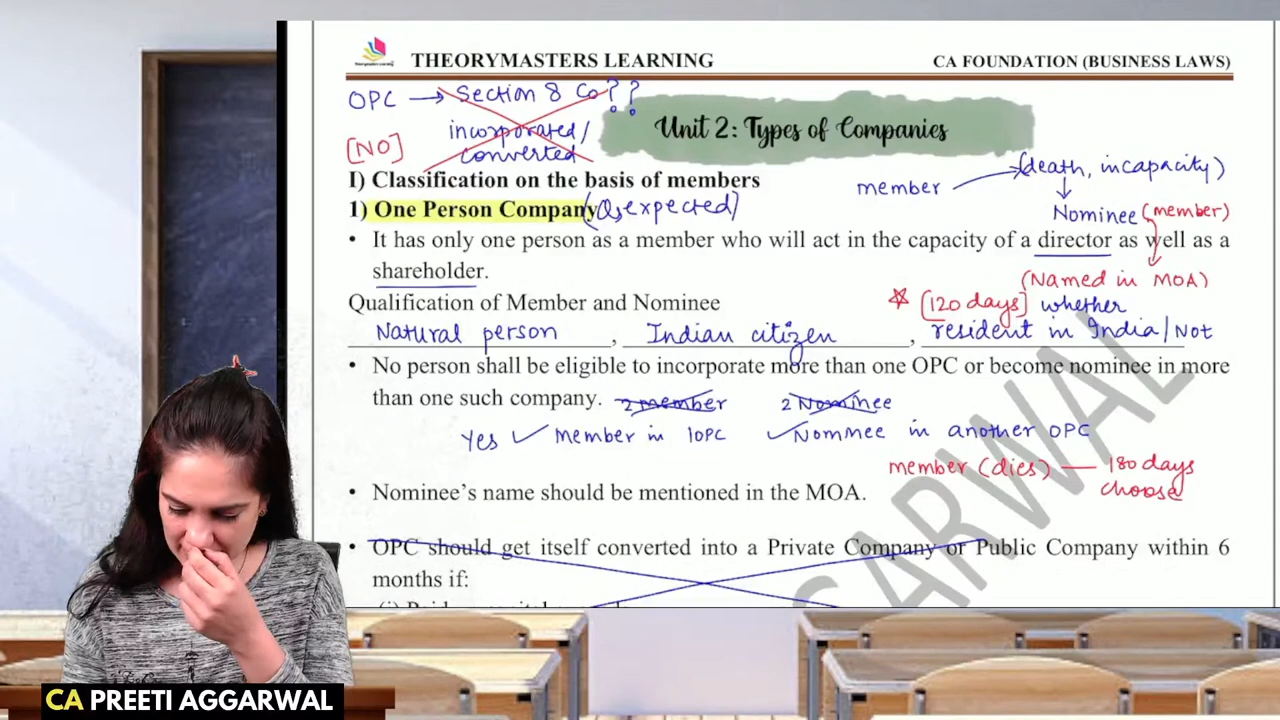 THEORYMASTERS LEARNING
CA FOUNDATION (BUSINESS LAWS)
OPC → Section 8 Co ? ?
[NO]
incorporated /
converted
Unit 2: Types of Companies
member
(death, incapacity)
Nominee (member)
(Named in MOA)
I) Classification on the basis of members
1) One Person Company (Qs expected)
• It has only one person as a member who will act in the capacity of a director as well as a
shareholder.
Qualification of Member and Nominee
[120 days] whether
Natural person , Indian citizen , resident in India / Not
• No person shall be eligible to incorporate more than one OPC or become nominee in more
than one such company. 2 member 2 Nominee
Yes ✓ Member in 1OPC ✓ Nominee in another OPC
member (dies) — 180 days
choose
• Nominee's name should be mentioned in the MOA.
• OPC should get itself converted into a Private Company or Public Company within 6
months if:
SARWAL
CA PREETI AGGARWAL